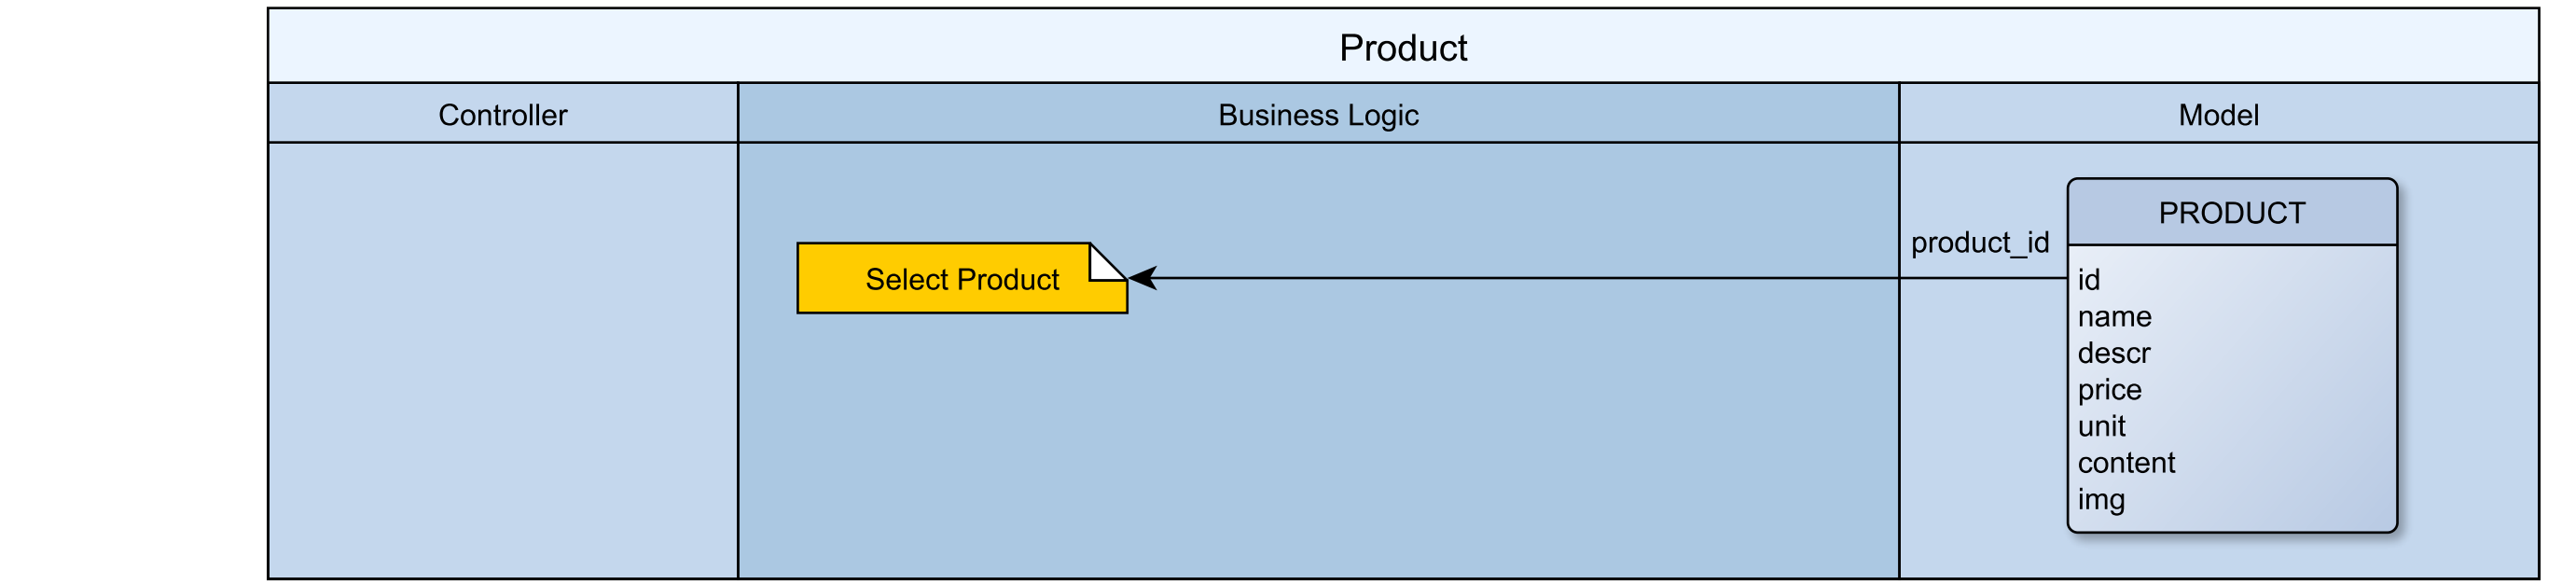 Product
Controller
Business Logic
Model
PRODUCT
product_id
Select Product
id
name
descr
price
unit
content
img